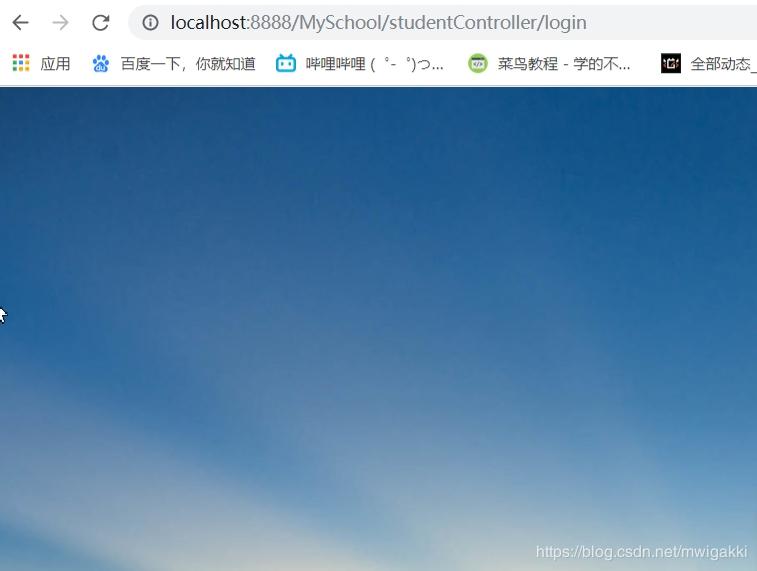 localhost:8888/MySchool/studentController/login
应用 百度一下，你就知道 哔哩哔哩 ( ゜- ゜)つ... 菜鸟教程 - 学的不... 全部动态_
https://blog.csdn.net/mwigakki